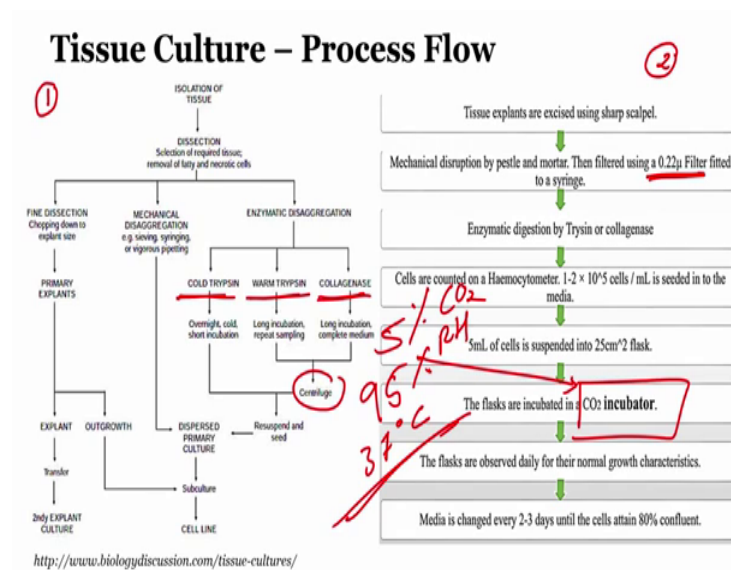 Tissue Culture – Process Flow
1
2
ISOLATION OF
TISSUE
DISSECTION
Selection of required tissue;
removal of fatty and necrotic cells
FINE DISSECTION
Chopping down to
explant size
MECHANICAL
DISAGGREGATION
e.g. sieving, syringing,
or vigorous pipetting
ENZYMATIC DISAGGREGATION
PRIMARY
EXPLANTS
COLD TRYPSIN
WARM TRYPSIN
COLLAGENASE
Overnight, cold,
short incubation
Long incubation,
repeat sampling
Long incubation,
complete medium
Centrifuge
EXPLANT
OUTGROWTH
DISPERSED
PRIMARY
CULTURE
Resuspend and
seed
Transfer
Subculture
2ndy EXPLANT
CULTURE
CELL LINE
Tissue explants are excised using sharp scalpel.
Mechanical disruption by pestle and mortar. Then filtered using a 0.22µ Filter fitted
to a syringe.
Enzymatic digestion by Trysin or collagenase
Cells are counted on a Haemocytometer. 1-2 × 10^5 cells / mL is seeded in to the
media.
5mL of cells is suspended into 25cm^2 flask.
The flasks are incubated in a CO2 incubator.
The flasks are observed daily for their normal growth characteristics.
Media is changed every 2-3 days until the cells attain 80% confluent.
5% CO2
95% RH
37°C
http://www.biologydiscussion.com/tissue-cultures/